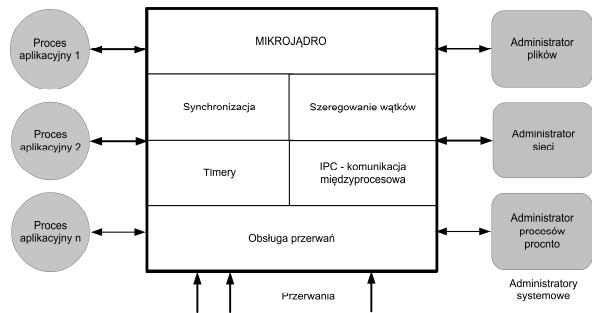 Proces
aplikacyjny 1
MIKROJĄDRO
Administrator
plików
Synchronizacja
Szeregowanie wątków
Proces
aplikacyjny 2
Administrator
sieci
Timery
IPC - komunikacja
międzyprocesowa
Proces
aplikacyjny n
Obsługa przerwań
Administrator
procesów
procnto
Przerwania
Administratory
systemowe